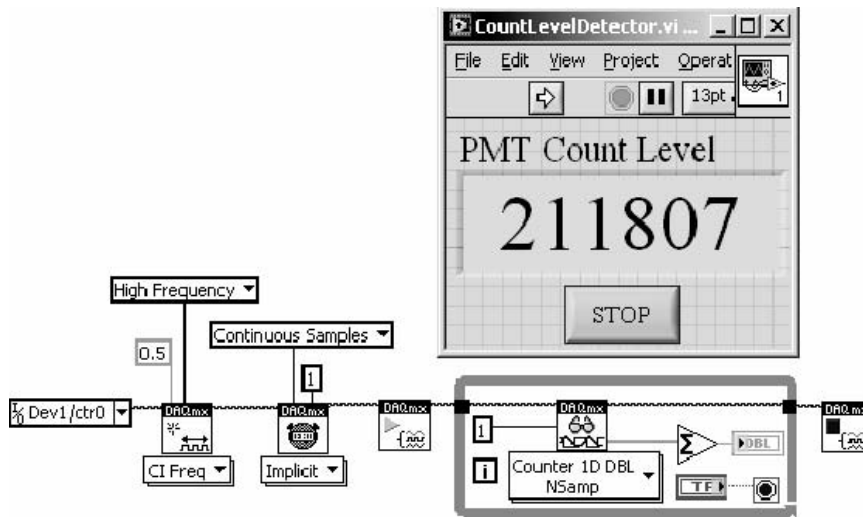 CountLevelDetector.vi ...
File Edit View Project Operat
13pt
1
PMT Count Level
211807
STOP
High Frequency
Continuous Samples
0.5
1
Dev1/ctr0
DAQmx
DAQmx
DAQmx
DAQmx
DAQmx
CI Freq
Implicit
1
i
Counter 1D DBL
NSamp
Σ
DBL
TF